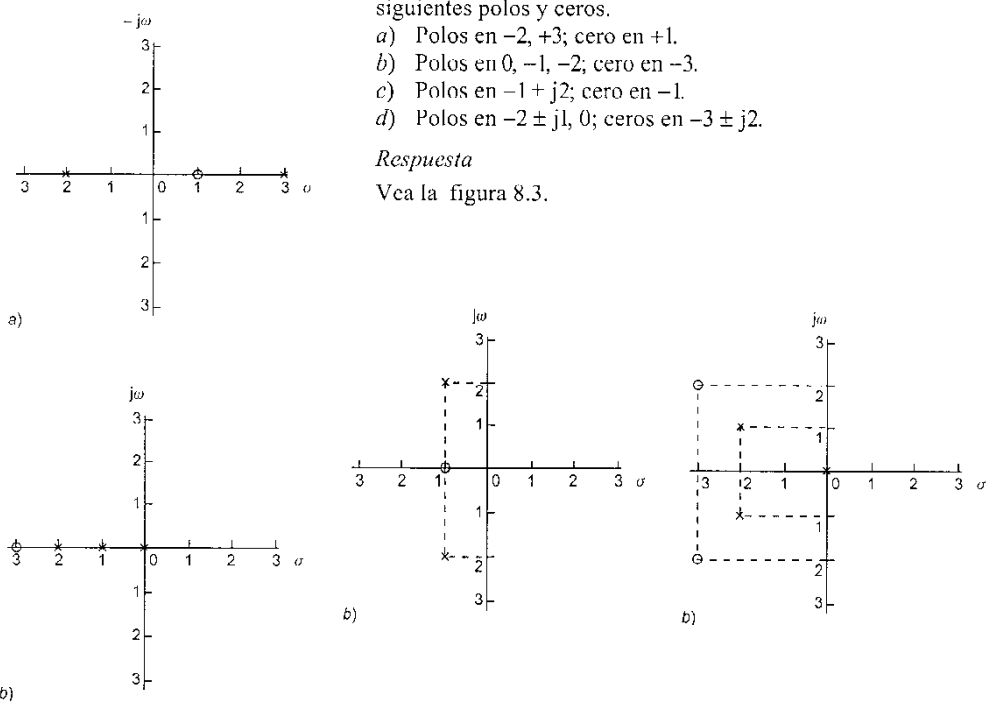 siguientes polos y ceros.
a) Polos en –2, +3; cero en +1.
b) Polos en 0, –1, –2; cero en –3.
c) Polos en –1 + j2; cero en –1.
d) Polos en –2 ± j1, 0; ceros en –3 ± j2.
Respuesta
Vea la figura 8.3.
– jω
3
2
1
3 2 1 0 1 2 3 σ
1
2
3
a)
jω
3
2
1
3 2 1 0 1 2 3 σ
1
2
3
b)
jω
3
2
1
3 2 1 0 1 2 3 σ
1
2
3
b)
jω
3
2
1
3 2 1 0 1 2 3 σ
1
2
3
b)